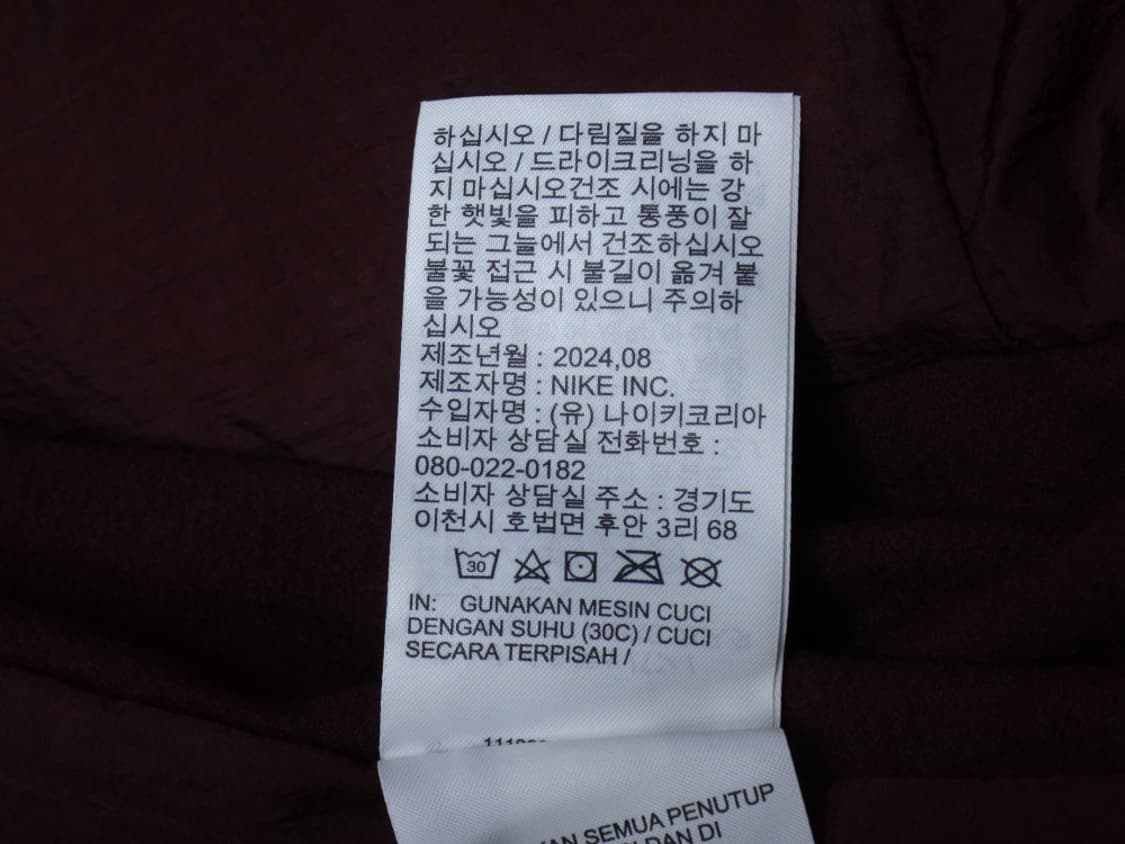 하십시오 / 다림질을 하지 마
십시오 / 드라이크리닝을 하
지 마십시오건조 시에는 강
한 햇빛을 피하고 통풍이 잘
되는 그늘에서 건조하십시오
불꽃 접근 시 불길이 옮겨 붙
을 가능성이 있으니 주의하
십시오
제조년월 : 2024,08
제조자명 : NIKE INC.
수입자명 : (유) 나이키코리아
소비자 상담실 전화번호 :
080-022-0182
소비자 상담실 주소 : 경기도
이천시 호법면 후안 3리 68
30
IN: GUNAKAN MESIN CUCI
DENGAN SUHU (30C) / CUCI
SECARA TERPISAH /
SEMUA PENUTUP
DAN DI